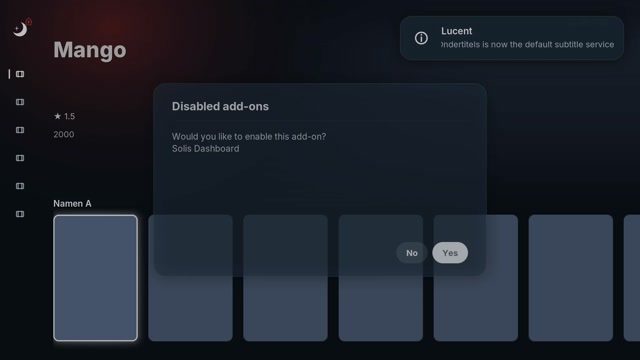 Mango
Lucent
Indertitels is now the default subtitle service
Disabled add-ons
Would you like to enable this add-on?
Solis Dashboard
★ 1.5
2000
Namen A
No
Yes